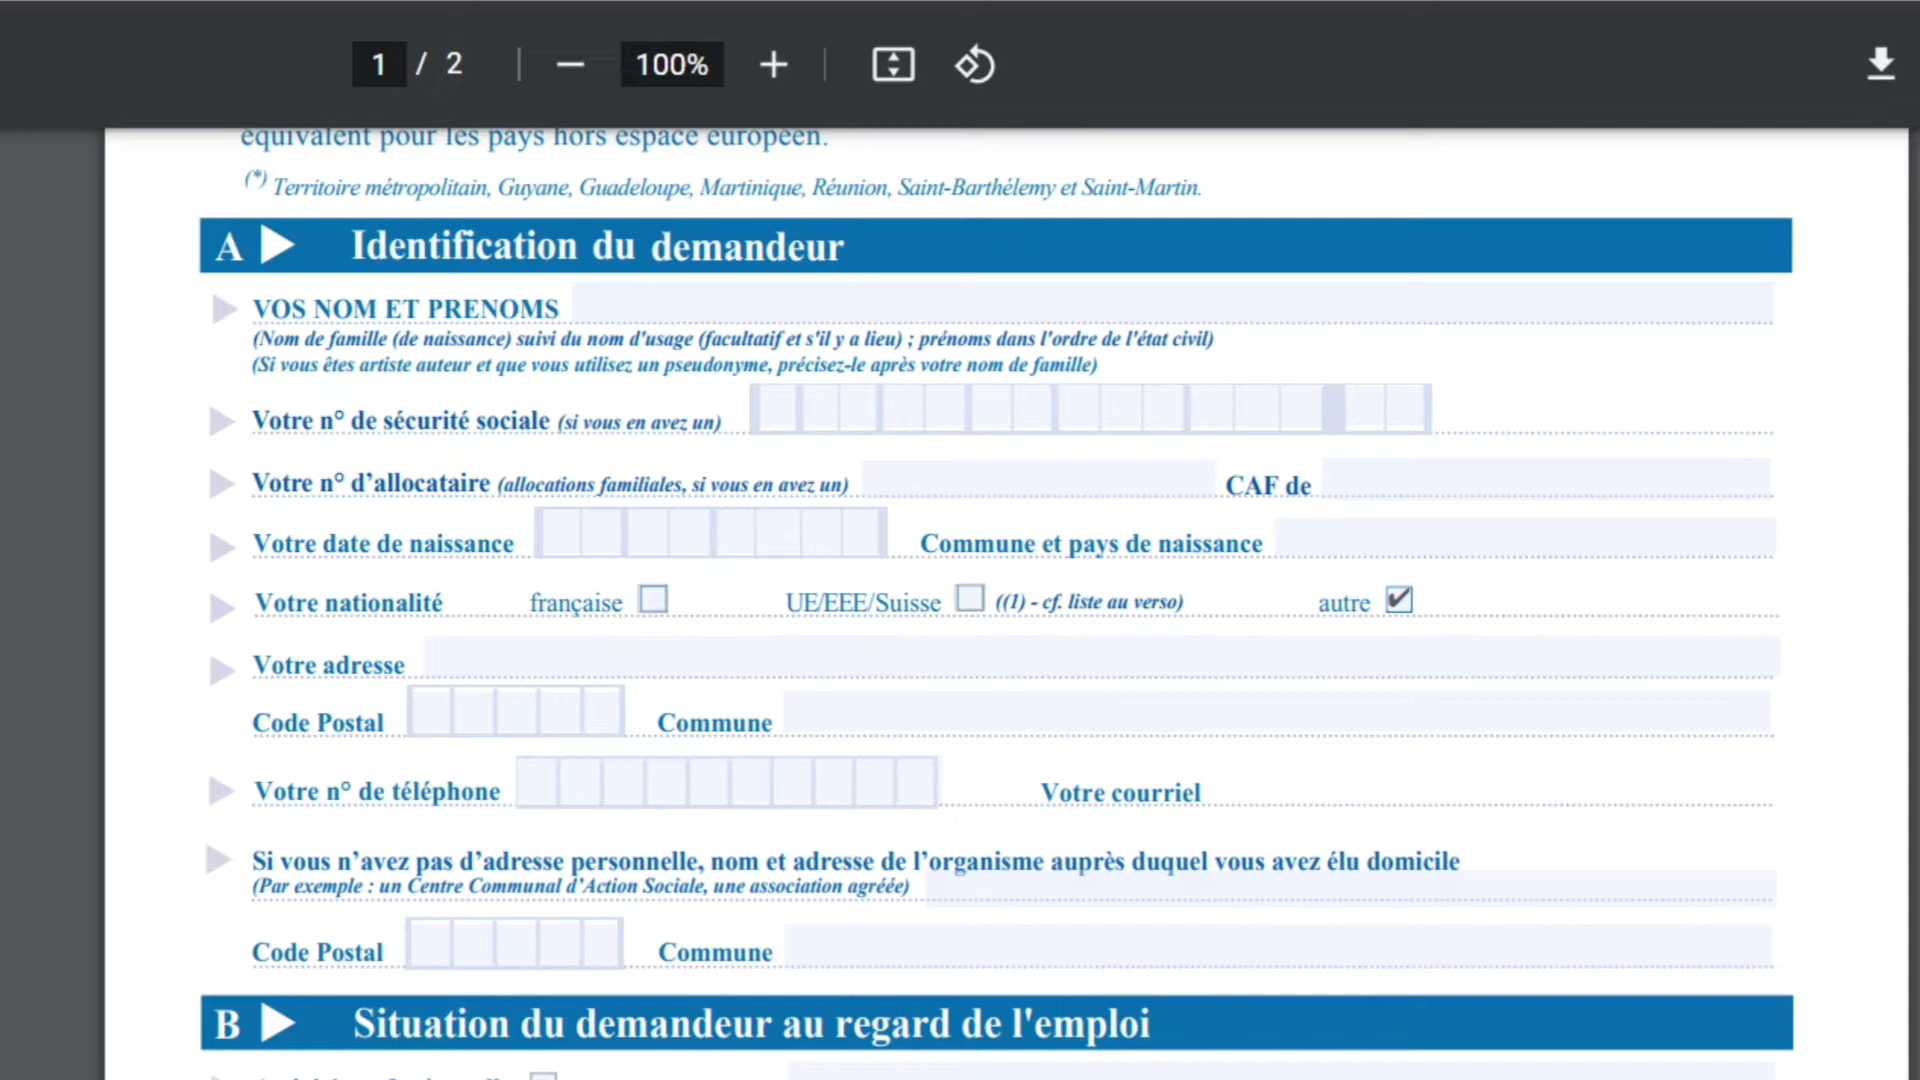 1 / 2 100%
équivalent pour les pays hors espace européen.
(*) Territoire métropolitain, Guyane, Guadeloupe, Martinique, Réunion, Saint-Barthélemy et Saint-Martin.
A Identification du demandeur
VOS NOM ET PRENOMS
(Nom de famille (de naissance) suivi du nom d'usage (facultatif et s'il y a lieu) ; prénoms dans l'ordre de l'état civil)
(Si vous êtes artiste auteur et que vous utilisez un pseudonyme, précisez-le après votre nom de famille)
Votre n° de sécurité sociale (si vous en avez un)
Votre n° d’allocataire (allocations familiales, si vous en avez un) CAF de
Votre date de naissance Commune et pays de naissance
Votre nationalité française UE/EEE/Suisse ((1) - cf. liste au verso) autre
Votre adresse
Code Postal Commune
Votre n° de téléphone Votre courriel
Si vous n’avez pas d’adresse personnelle, nom et adresse de l’organisme auprès duquel vous avez élu domicile
(Par exemple : un Centre Communal d’Action Sociale, une association agréée)
Code Postal Commune
B Situation du demandeur au regard de l'emploi